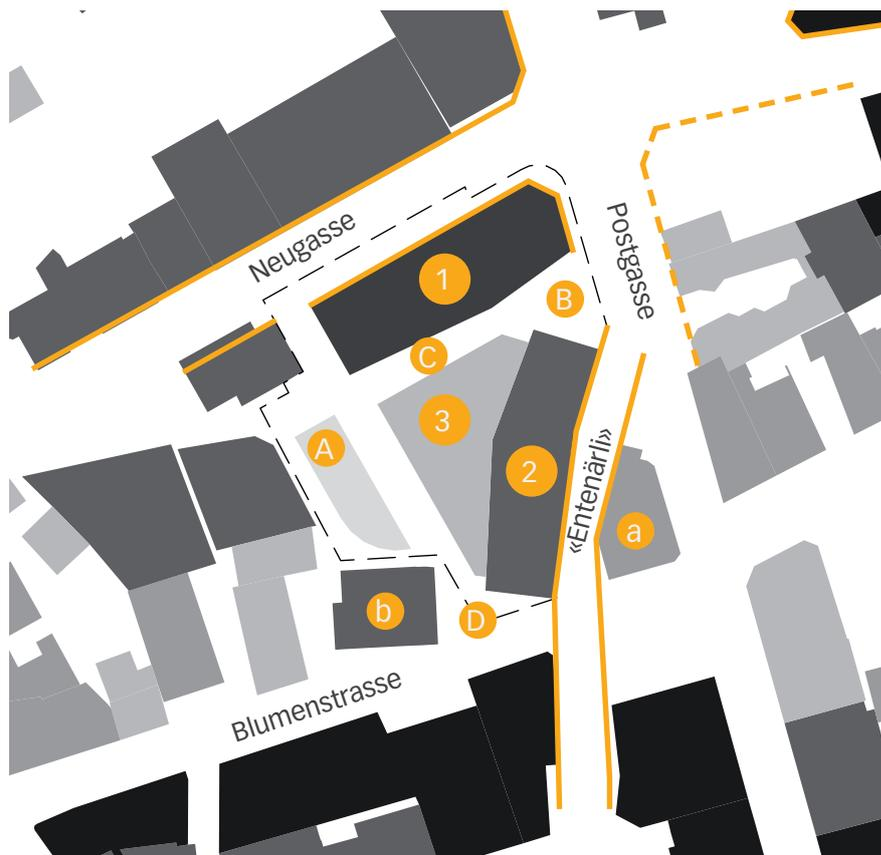 Neugasse
Postgasse
1
B
C
3
A
2
«Entenärli»
a
b
D
Blumenstrasse